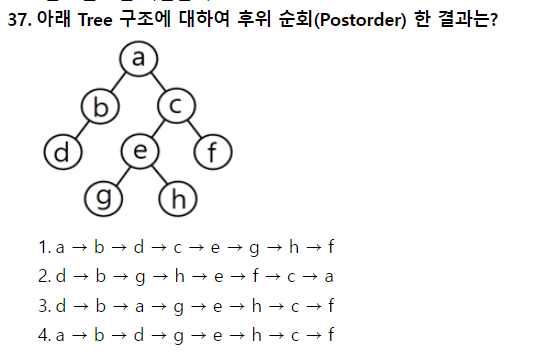 37. 아래 Tree 구조에 대하여 후위 순회(Postorder) 한 결과는?
a
b c
d e f
g h
1. a → b → d → c → e → g → h → f
2. d → b → g → h → e → f → c → a
3. d → b → a → g → e → h → c → f
4. a → b → d → g → e → h → c → f